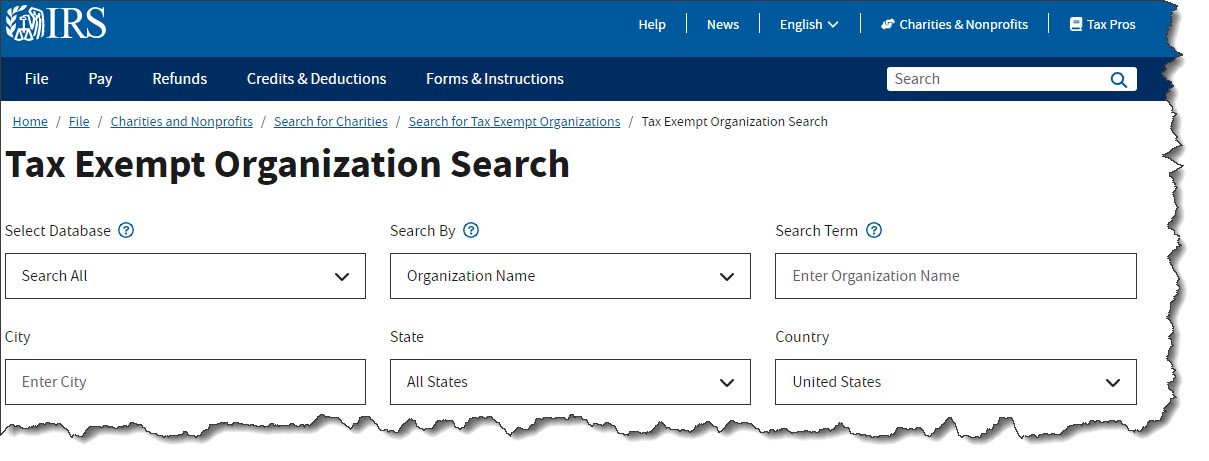 IRS
Help News English Charities & Nonprofits Tax Pros
File Pay Refunds Credits & Deductions Forms & Instructions Search
Home / File / Charities and Nonprofits / Search for Charities / Search for Tax Exempt Organizations / Tax Exempt Organization Search
Tax Exempt Organization Search
Select Database ? Search By ? Search Term ?
Search All Organization Name Enter Organization Name
City State Country
Enter City All States United States